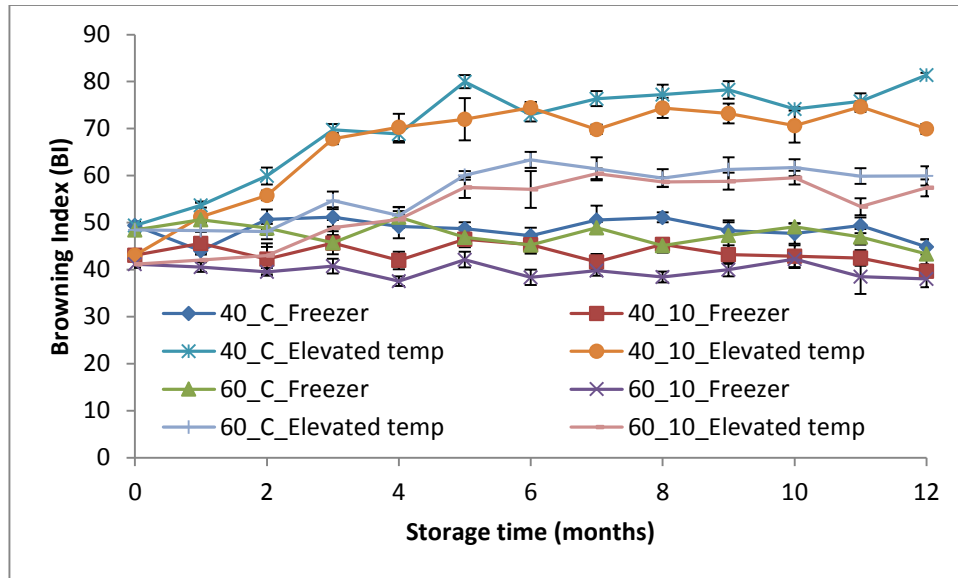 90
80
70
60
50
40
30
20
10
0
Browning Index (BI)
40_C_Freezer 40_10_Freezer
40_C_Elevated temp 40_10_Elevated temp
60_C_Freezer 60_10_Freezer
60_C_Elevated temp 60_10_Elevated temp
0 2 4 6 8 10 12
Storage time (months)